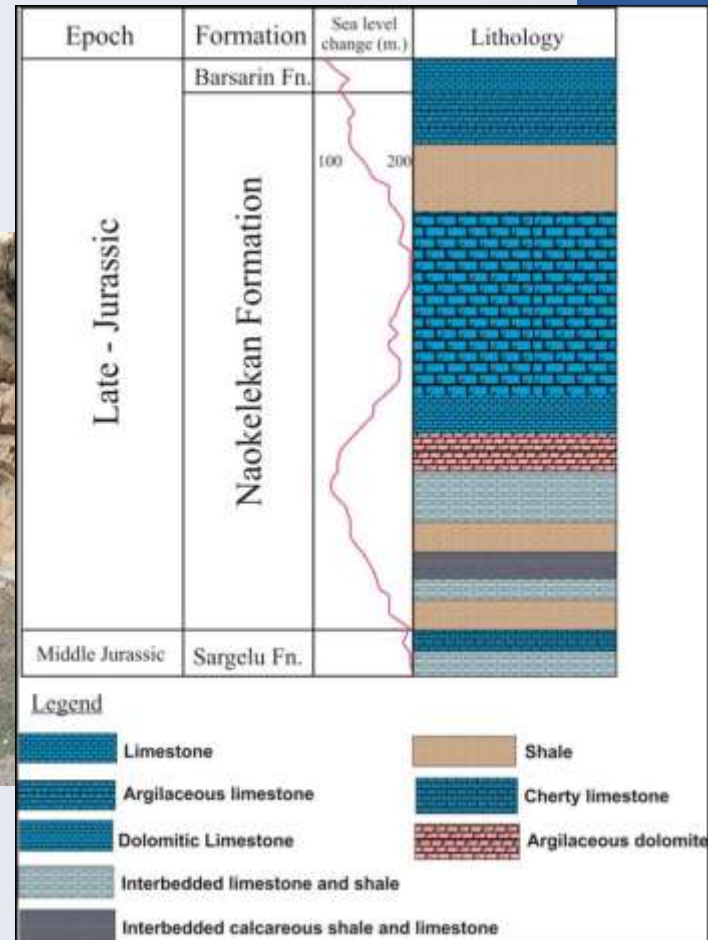 Epoch
Formation
Sea level
change (m.)
Lithology
Barsarin Fn.
100 200
Late - Jurassic
Naokelekan Formation
Middle Jurassic
Sargelu Fn.
Legend
Limestone
Shale
Argilaceous limestone
Cherty limestone
Dolomitic Limestone
Argilaceous dolomite
Interbedded limestone and shale
Interbedded calcareous shale and limestone